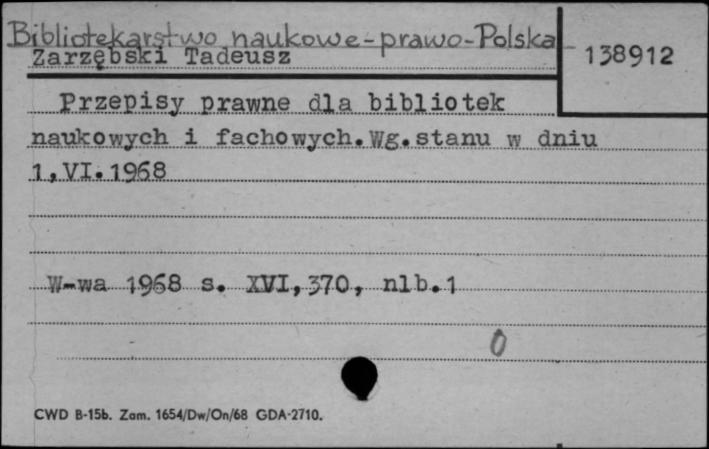 Bibliotekarstwo naukowe-prawo-Polska
Zarzębski Tadeusz
138912
Przepisy prawne dla bibliotek
naukowych i fachowych.Wg.stanu w dniu
1,VI.1968
W-wa 1968 s. XVI,370, nlb.1
0
CWD B-15b. Zam. 1654/Dw/On/68 GDA-2710.